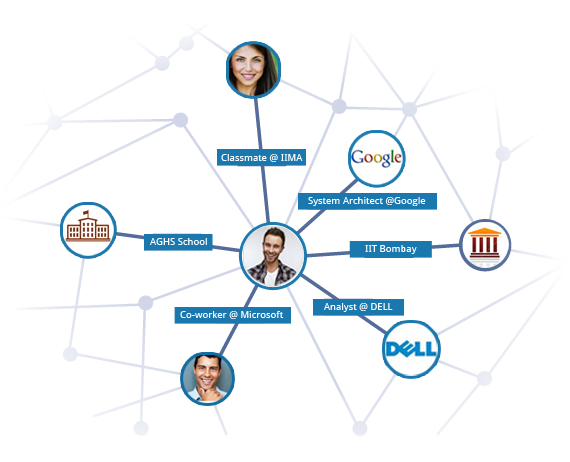 Classmate @ IIMA
Google
System Architect @Google
AGHS School
IIT Bombay
Co-worker @ Microsoft
Analyst @ DELL
DELL